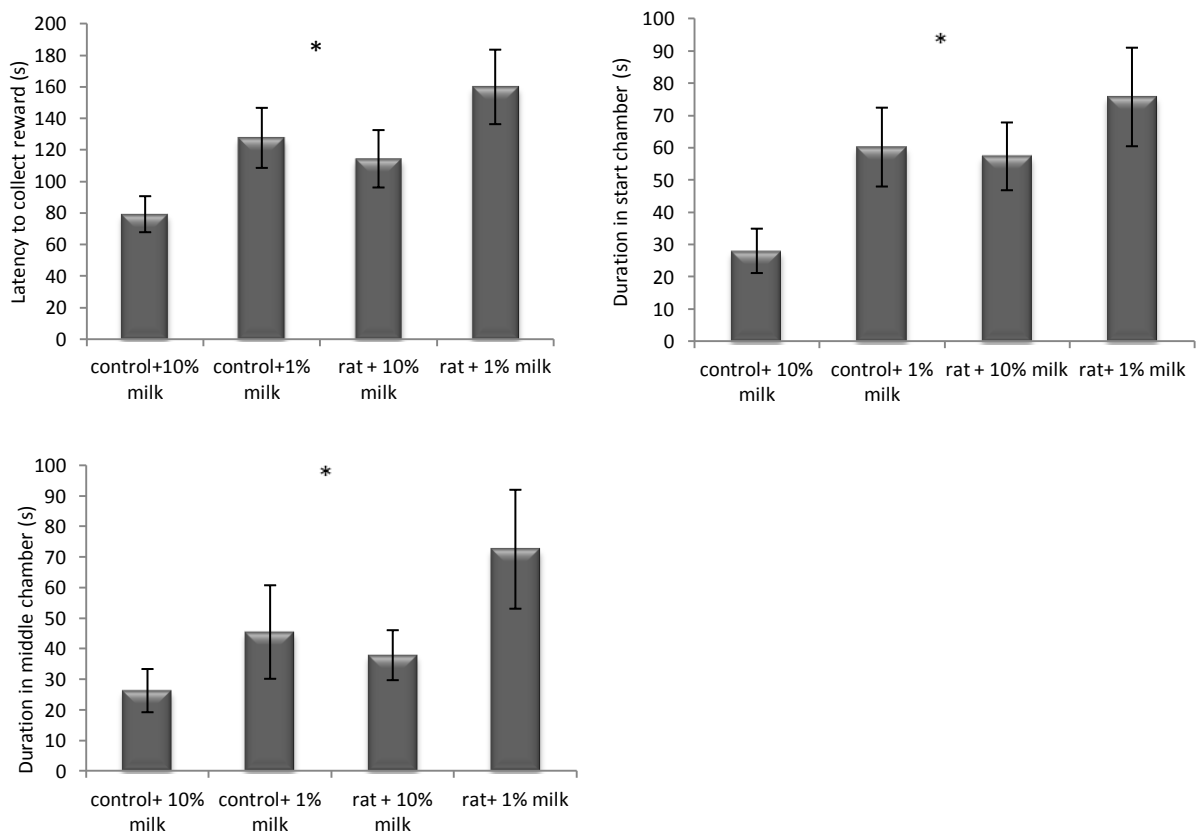 Latency to collect reward (s)
200
180
160
140
120
100
80
60
40
20
0
*
control+10%
milk
control+1%
milk
rat + 10%
milk
rat + 1% milk
Duration in start chamber (s)
100
90
80
70
60
50
40
30
20
10
0
*
control+ 10%
milk
control+ 1%
milk
rat + 10% milk
rat+ 1% milk
Duration in middle chamber (s)
100
90
80
70
60
50
40
30
20
10
0
*
control+ 10%
milk
control+ 1%
milk
rat + 10%
milk
rat+ 1% milk